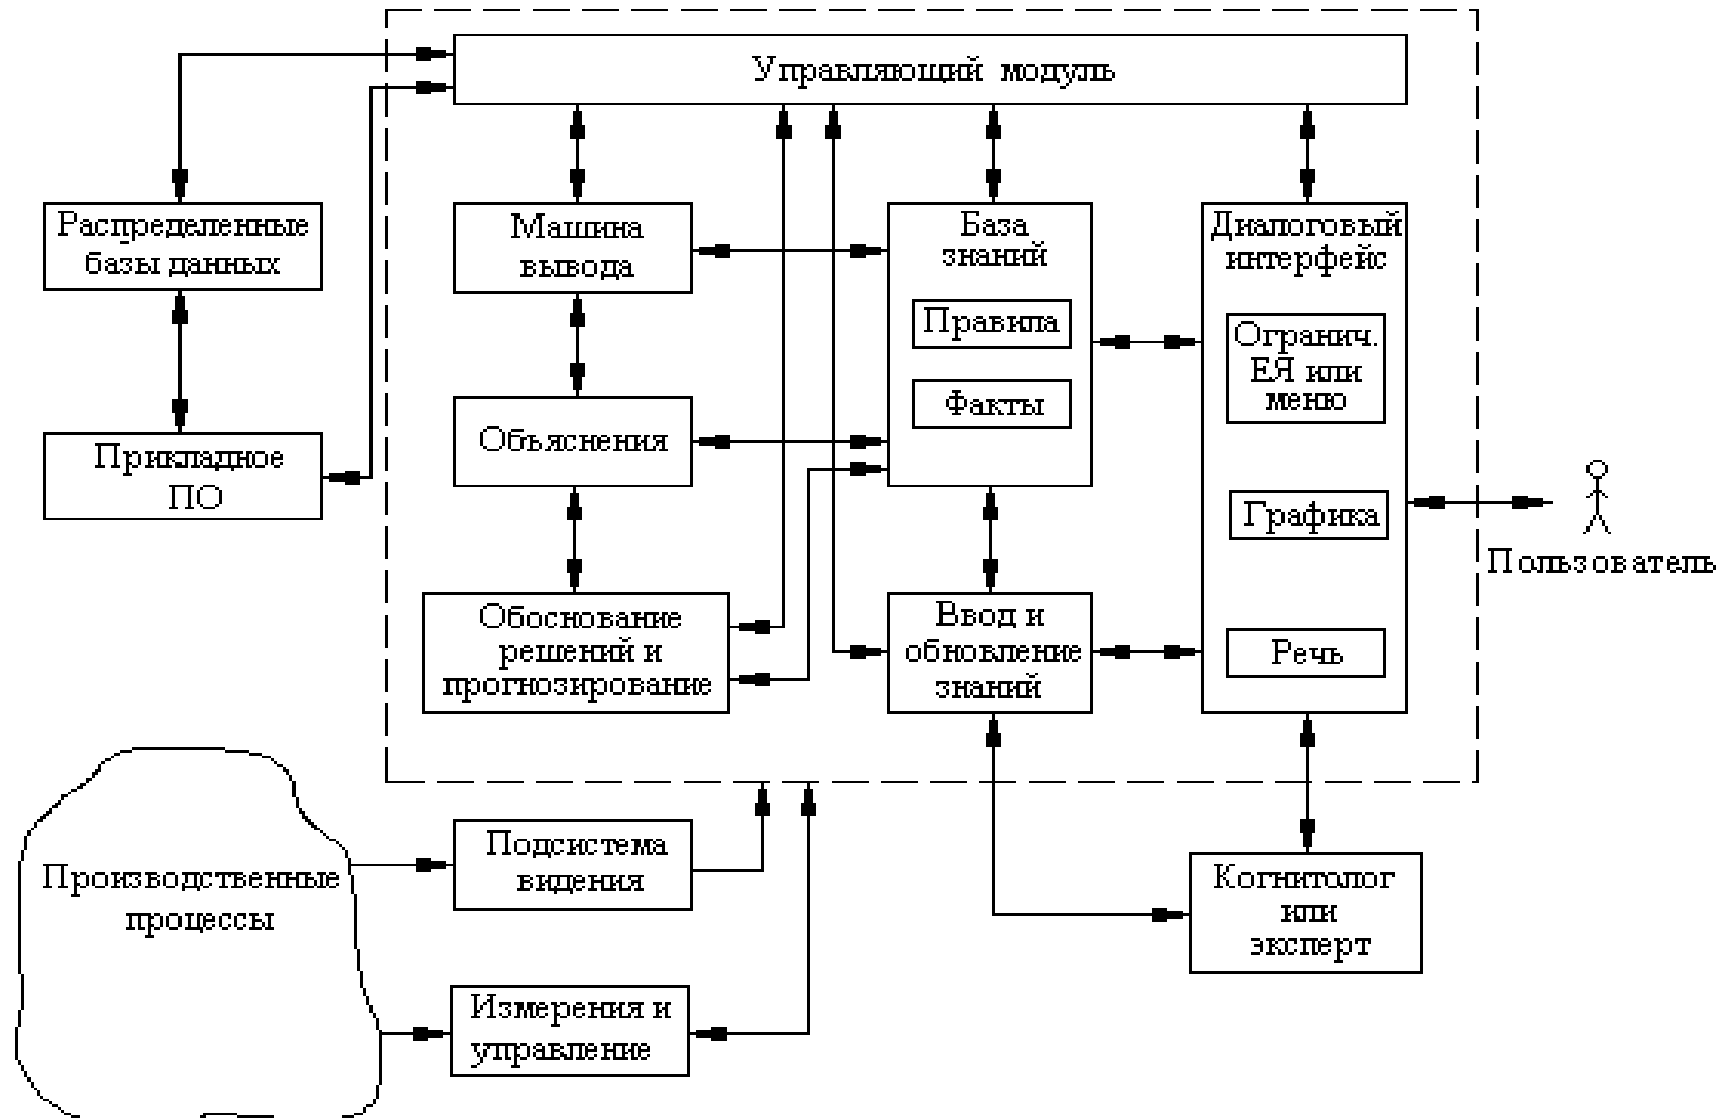 Управляющий модуль
Распределенные
базы данных
Машина
вывода
База
знаний
Диалоговый
интерфейс
Правила
Огранич.
ЕЯ или
меню
Факты
Объяснения
Прикладное
ПО
Графика
Пользователь
Обоснование
решений и
прогнозирование
Ввод и
обновление
знаний
Речь
Подсистема
видения
Производственные
процессы
Когнитолог
или
эксперт
Измерения и
управление